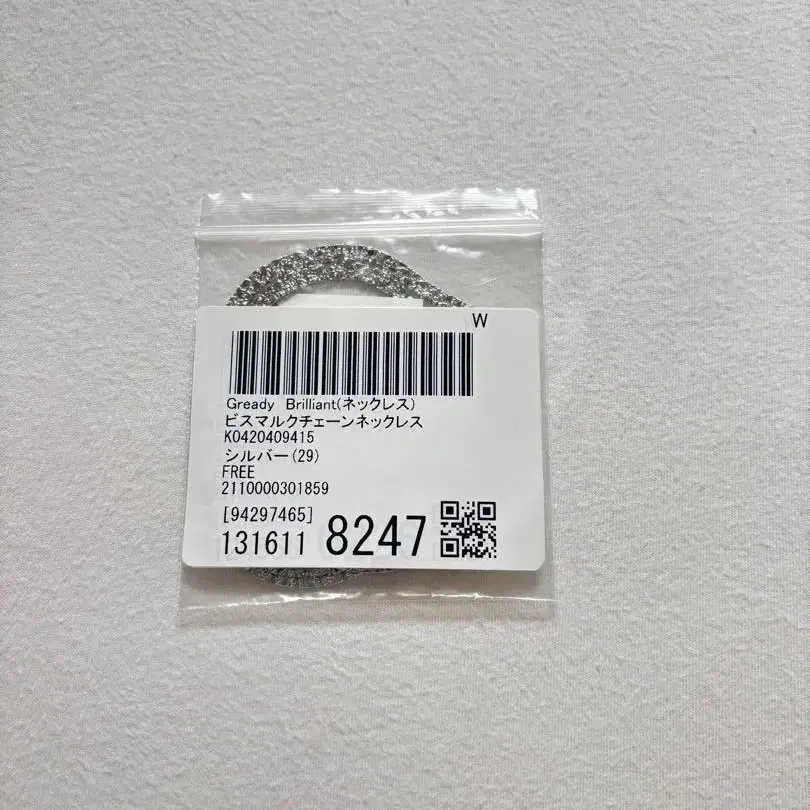 W
Gready Brilliant(ネックレス)
ビスマルクチェーンネックレス
K0420409415
シルバー(29)
FREE
2110000301859
[94297465]
131611 8247